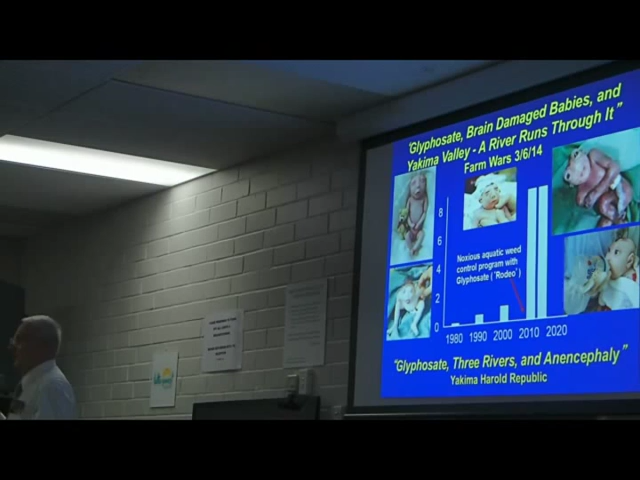 "Glyphosate, Brain Damaged Babies, and
Yakima Valley - A River Runs Through It"
Farm Wars 3/6/14
8
6
4
2
0
Noxious aquatic weed
control program with
Glyphosate ("Rodeo")
1980 1990 2000 2010 2020
"Glyphosate, Three Rivers, and Anencephaly"
Yakima Harold Republic